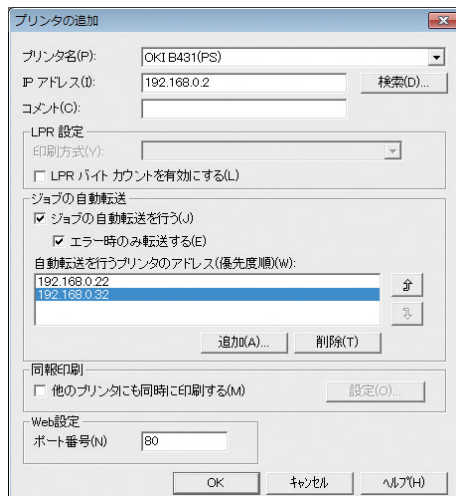 プリンタの追加
プリンタ名(P): OKI B431(PS)
IP アドレス(I): 192.168.0.2 検索(D)...
コメント(C):
LPR 設定
印刷方式(Y):
LPR バイト カウントを有効にする(L)
ジョブの自動転送
ジョブの自動転送を行う(J)
エラー時のみ転送する(E)
自動転送を行うプリンタのアドレス(優先度順)(W):
192.168.0.22
192.168.0.32
追加(A)... 削除(T)
同報印刷
他のプリンタにも同時に印刷する(M) 設定(O)...
Web設定
ポート番号(N) 80
OK キャンセル ヘルプ(H)